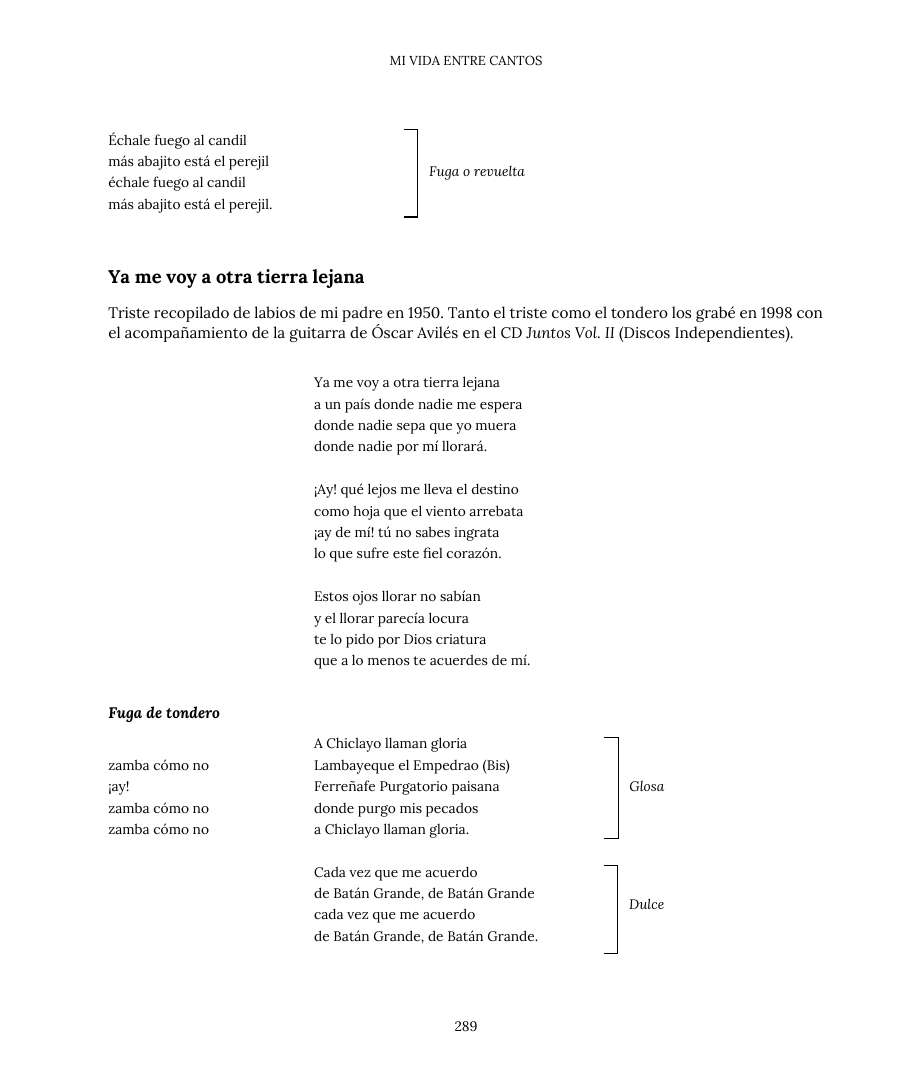 MI VIDA ENTRE CANTOS
Échale fuego al candil
más abajito está el perejil
échale fuego al candil
más abajito está el perejil.
Fuga o revuelta
Ya me voy a otra tierra lejana
Triste recopilado de labios de mi padre en 1950. Tanto el triste como el tondero los grabé en 1998 con
el acompañamiento de la guitarra de Óscar Avilés en el CD Juntos Vol. II (Discos Independientes).
Ya me voy a otra tierra lejana
a un país donde nadie me espera
donde nadie sepa que yo muera
donde nadie por mí llorará.
¡Ay! qué lejos me lleva el destino
como hoja que el viento arrebata
¡ay de mí! tú no sabes ingrata
lo que sufre este fiel corazón.
Estos ojos llorar no sabían
y el llorar parecía locura
te lo pido por Dios criatura
que a lo menos te acuerdes de mí.
Fuga de tondero
A Chiclayo llaman gloria
zamba cómo no Lambayeque el Empedrao (Bis)
¡ay! Ferreñafe Purgatorio paisana
zamba cómo no donde purgo mis pecados
zamba cómo no a Chiclayo llaman gloria.
Glosa
Cada vez que me acuerdo
de Batán Grande, de Batán Grande
cada vez que me acuerdo
de Batán Grande, de Batán Grande.
Dulce
289